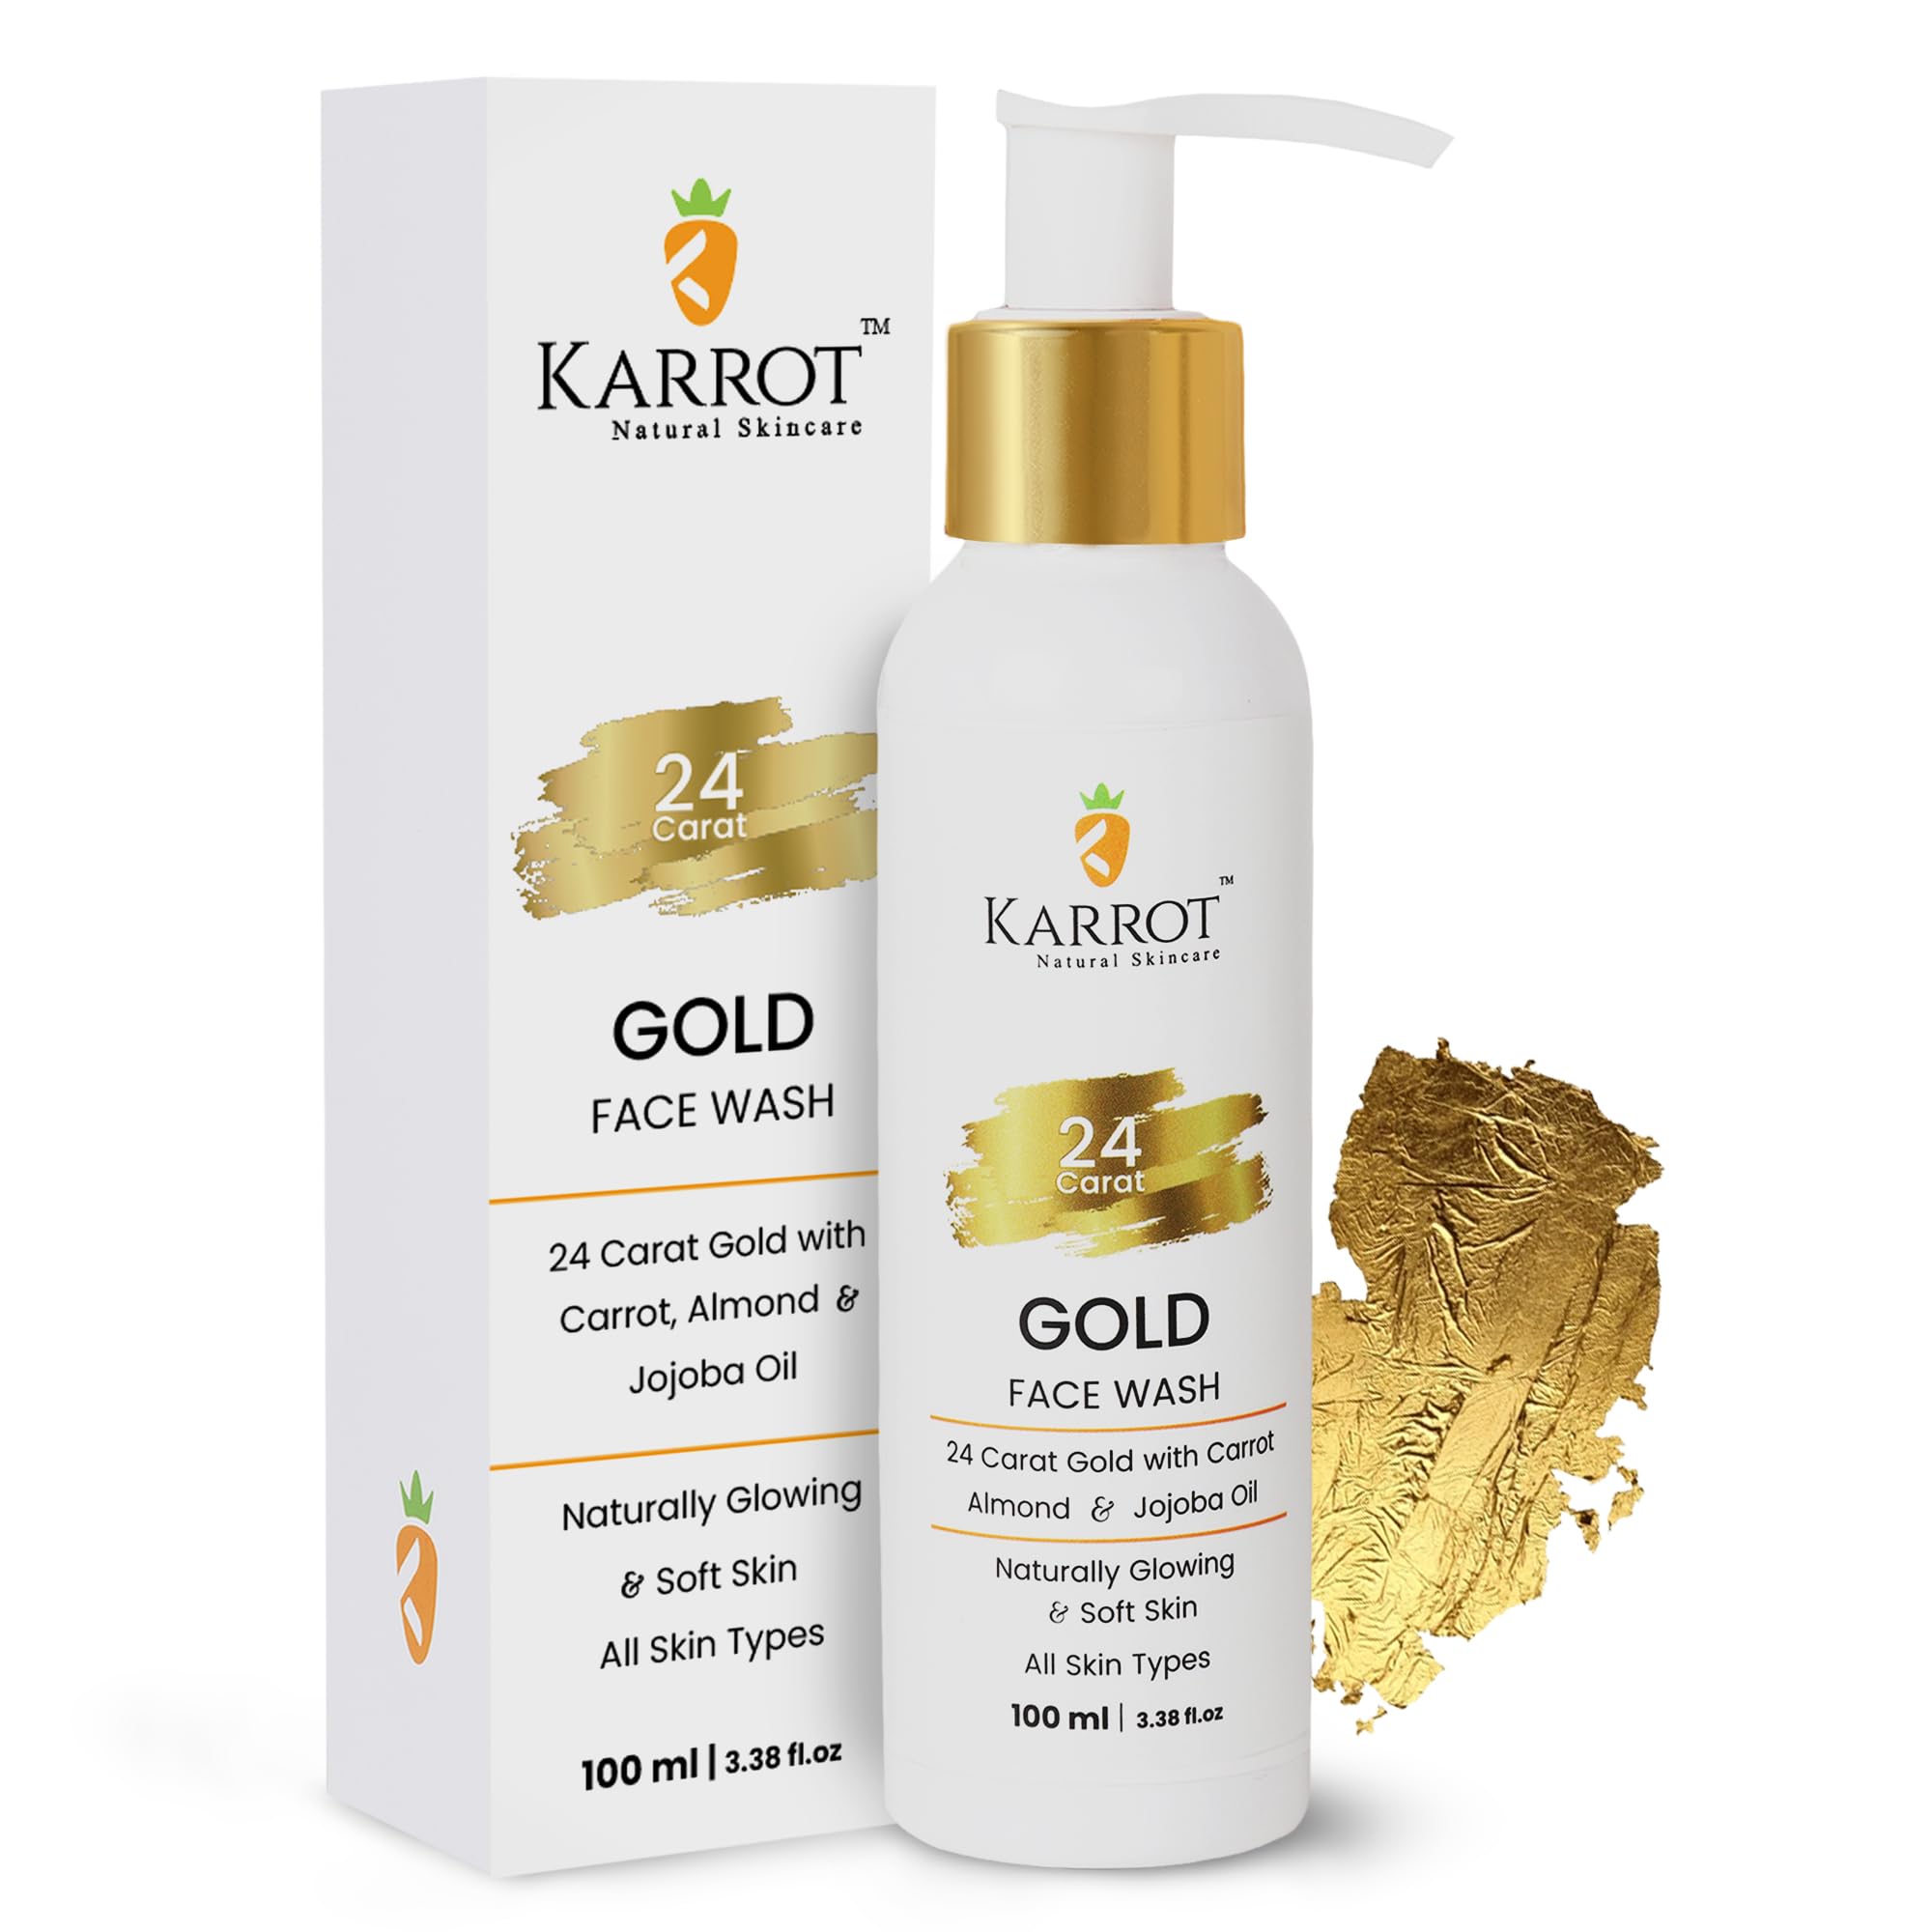 KARROT™
Natural Skincare
24
Carat
GOLD
FACE WASH
24 Carat Gold with
Carrot, Almond &
Jojoba Oil
Naturally Glowing
& Soft Skin
All Skin Types
100 ml | 3.38 fl.oz
KARROT™
Natural Skincare
24
Carat
GOLD
FACE WASH
24 Carat Gold with Carrot
Almond & Jojoba Oil
Naturally Glowing
& Soft Skin
All Skin Types
100 ml | 3.38 fl.oz